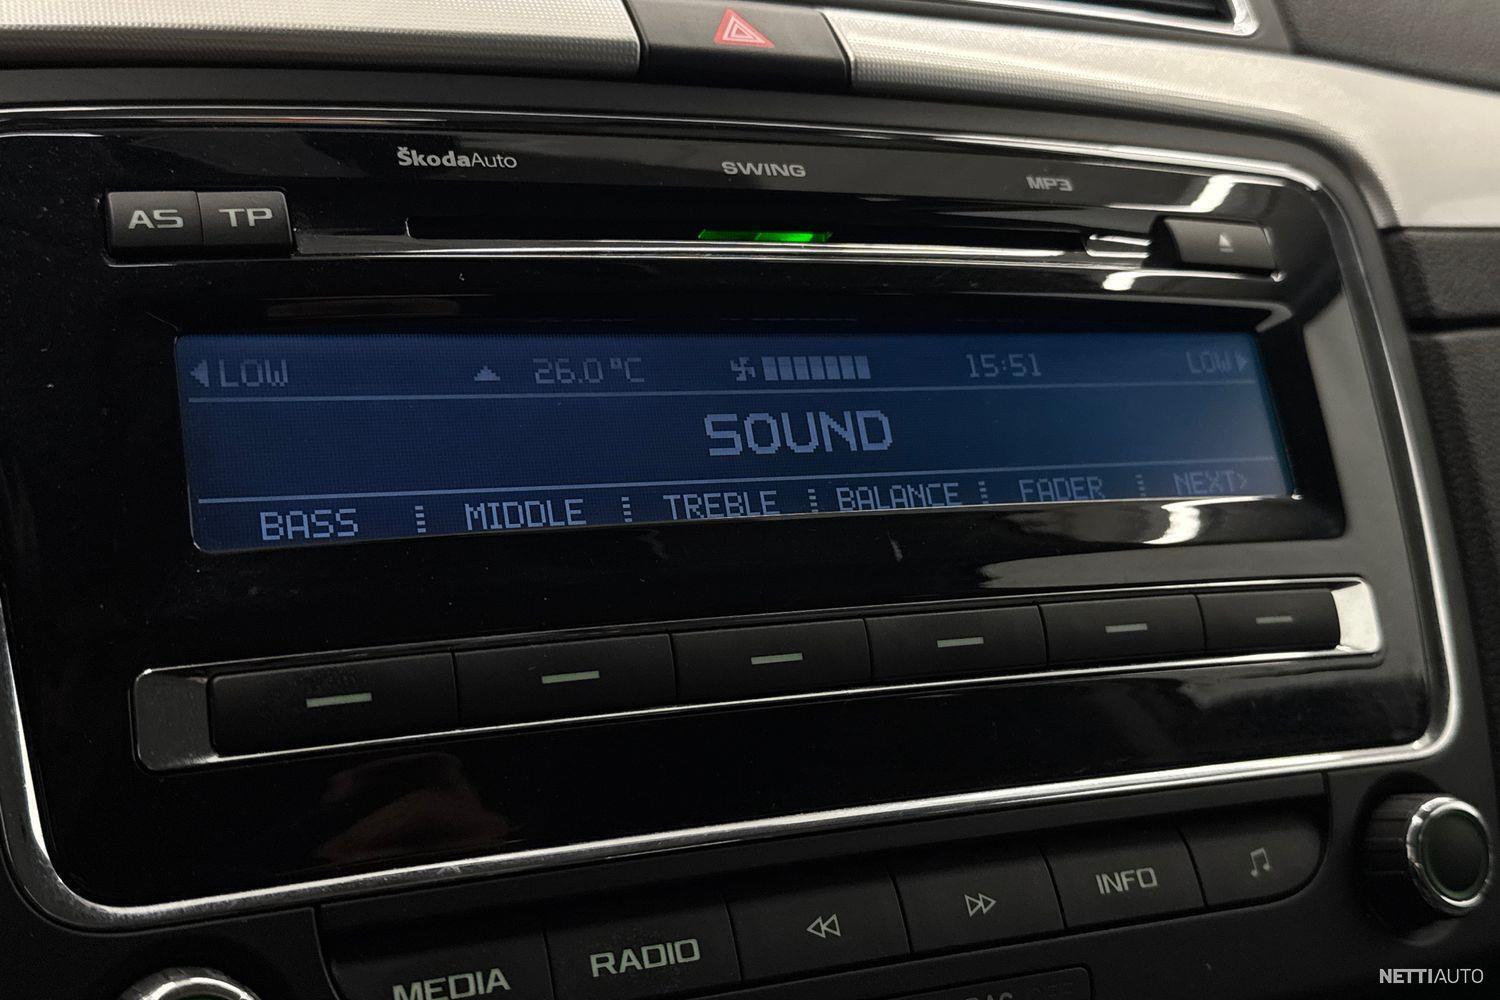 ŠkodaAuto SWING MP3
AS TP
LOW 26.0°C 15:51 LOW
SOUND
BASS MIDDLE TREBLE BALANCE FADER NEXT>
MEDIA RADIO INFO
NETTIAUTO